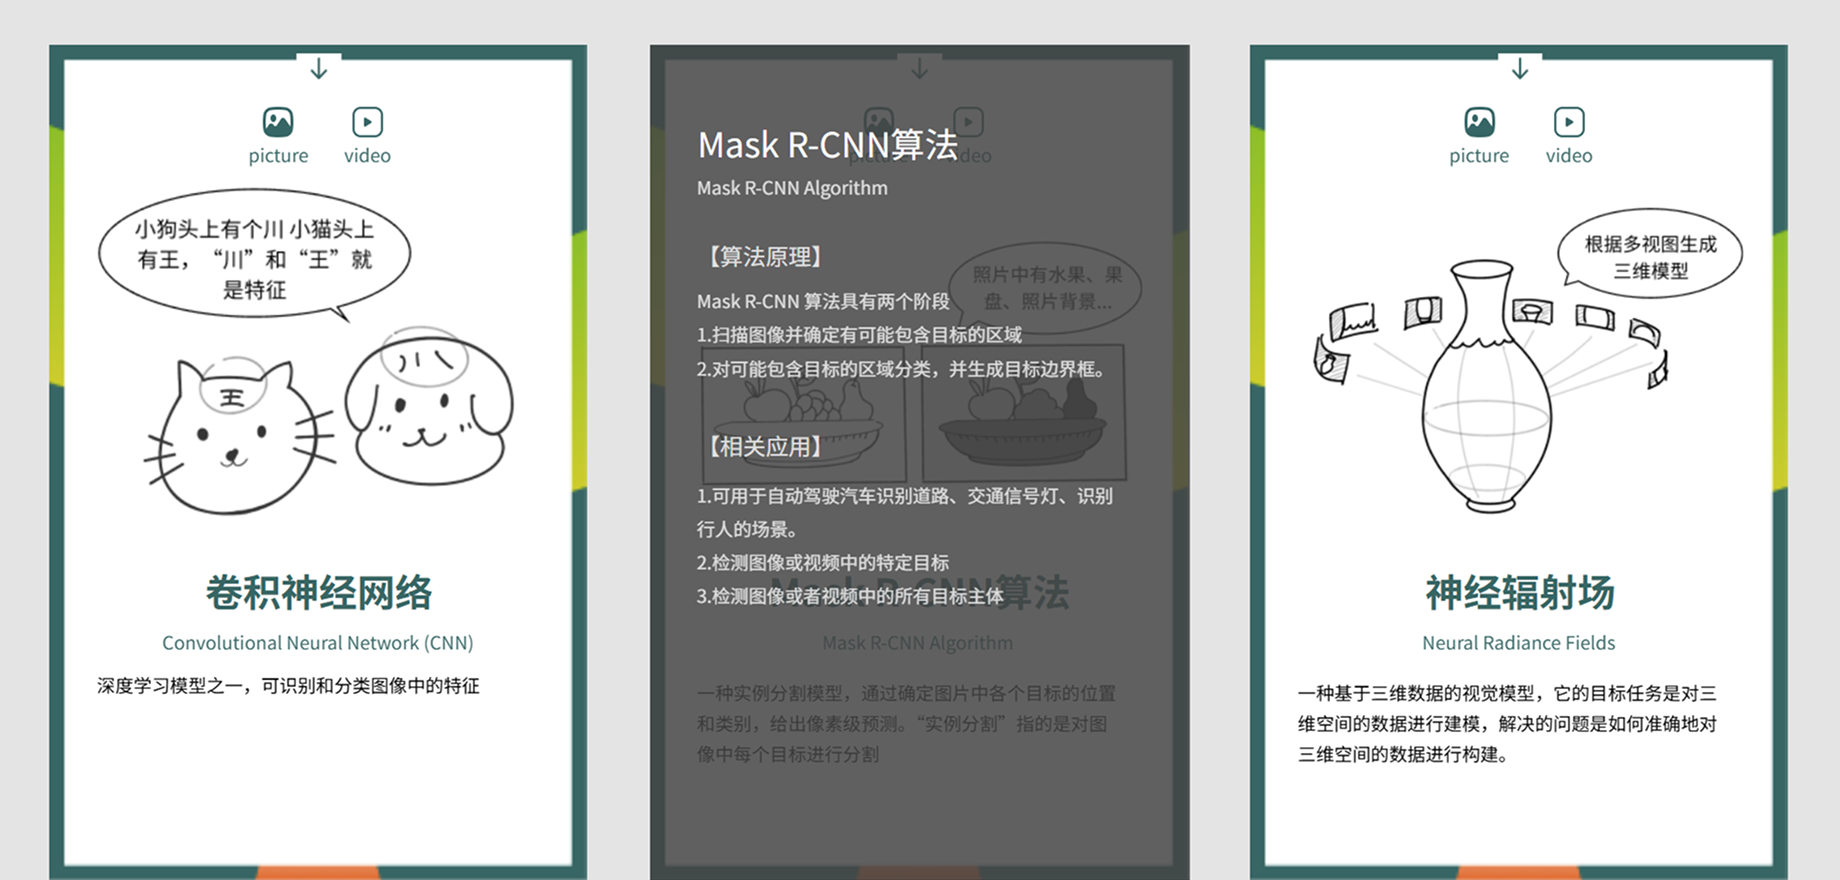 picture video
小狗头上有个川 小猫头上
有王，“川”和“王”就
是特征
王
川
卷积神经网络
Convolutional Neural Network (CNN)
深度学习模型之一，可识别和分类图像中的特征
picture video
Mask R-CNN算法
Mask R-CNN Algorithm
【算法原理】
Mask R-CNN 算法具有两个阶段
1.扫描图像并确定有可能包含目标的区域
2.对可能包含目标的区域分类，并生成目标边界框。
【相关应用】
1.可用于自动驾驶汽车识别道路、交通信号灯、识别
行人的场景。
2.检测图像或视频中的特定目标
3.检测图像或者视频中的所有目标主体
照片中有水果、果
盘、照片背景...
Mask R-CNN算法
Mask R-CNN Algorithm
一种实例分割模型，通过确定图片中各个目标的位置
和类别，给出像素级预测。“实例分割”指的是对图
像中每个目标进行分割
picture video
根据多视图生成
三维模型
神经辐射场
Neural Radiance Fields
一种基于三维数据的视觉模型，它的目标任务是对三
维空间的数据进行建模，解决的问题是如何准确地对
三维空间的数据进行构建。